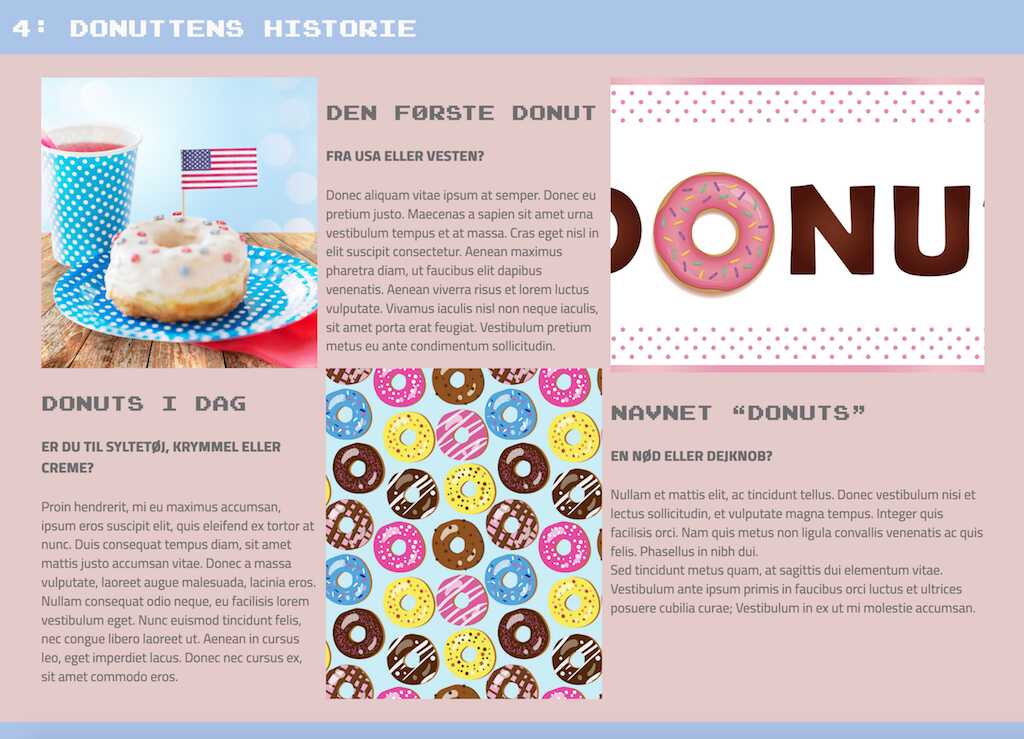 4: DONUTTENS HISTORIE
DEN FØRSTE DONUT
FRA USA ELLER VESTEN?
Donec aliquam vitae ipsum at semper. Donec eu
pretium justo. Maecenas a sapien sit amet urna
vestibulum tempus et at massa. Cras eget nisl in
elit suscipit consectetur. Aenean maximus
pharetra diam, ut faucibus elit dapibus
venenatis. Aenean viverra risus et lorem luctus
vulputate. Vivamus iaculis nisl non neque iaculis,
sit amet porta erat feugiat. Vestibulum pretium
metus eu ante condimentum sollicitudin.
DONU
DONUTS I DAG
ER DU TIL SYLTETØJ, KRYMMEL ELLER
CREME?
Proin hendrerit, mi eu maximus accumsan,
ipsum eros suscipit elit, quis eleifend ex tortor at
nunc. Duis consequat tempus diam, sit amet
mattis justo accumsan vitae. Donec a massa
vulputate, laoreet augue malesuada, lacinia eros.
Nullam consequat odio neque, eu facilisis lorem
vestibulum eget. Nunc euismod tincidunt felis,
nec congue libero laoreet ut. Aenean in cursus
leo, eget imperdiet lacus. Donec nec cursus ex,
sit amet commodo eros.
NAVNET “DONUTS”
EN NØD ELLER DEJKNOB?
Nullam et mattis elit, ac tincidunt tellus. Donec vestibulum nisi et
lectus sollicitudin, et vulputate magna tempus. Integer quis
facilisis orci. Nam quis metus non ligula convallis venenatis ac quis
felis. Phasellus in nibh dui.
Sed tincidunt metus quam, at sagittis dui elementum vitae.
Vestibulum ante ipsum primis in faucibus orci luctus et ultrices
posuere cubilia curae; Vestibulum in ex ut mi molestie accumsan.